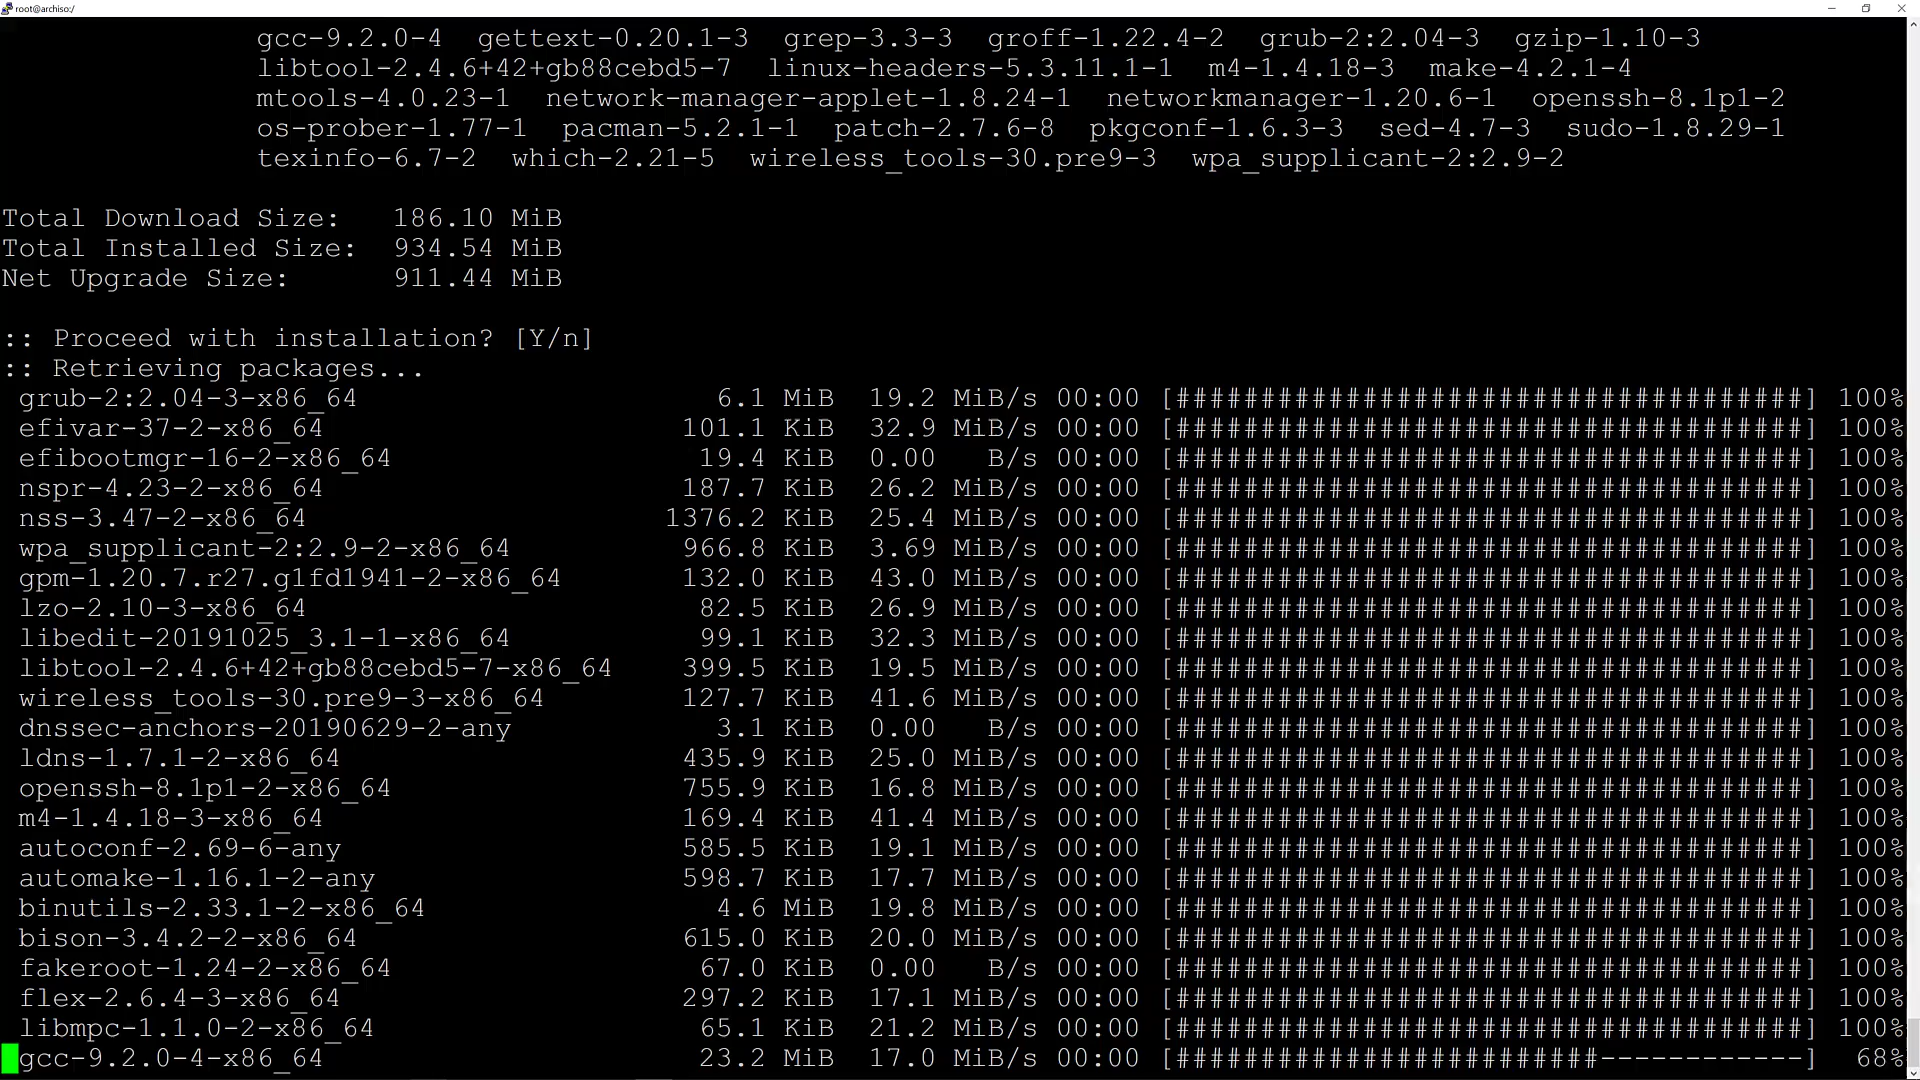 root@archiso:/
gcc-9.2.0-4  gettext-0.20.1-3  grep-3.3-3  groff-1.22.4-2  grub-2:2.04-3  gzip-1.10-3
libtool-2.4.6+42+gb88cebd5-7  linux-headers-5.3.11.1-1  m4-1.4.18-3  make-4.2.1-4
mtools-4.0.23-1  network-manager-applet-1.8.24-1  networkmanager-1.20.6-1  openssh-8.1p1-2
os-prober-1.77-1  pacman-5.2.1-1  patch-2.7.6-8  pkgconf-1.6.3-3  sed-4.7-3  sudo-1.8.29-1
texinfo-6.7-2  which-2.21-5  wireless_tools-30.pre9-3  wpa_supplicant-2:2.9-2
Total Download Size:   186.10 MiB
Total Installed Size:  934.54 MiB
Net Upgrade Size:      911.44 MiB
:: Proceed with installation? [Y/n]
:: Retrieving packages...
grub-2:2.04-3-x86_64 6.1 MiB 19.2 MiB/s 00:00 [#####################################] 100%
efivar-37-2-x86_64 101.1 KiB 32.9 MiB/s 00:00 [#####################################] 100%
efibootmgr-16-2-x86_64 19.4 KiB 0.00 B/s 00:00 [#####################################] 100%
nspr-4.23-2-x86_64 187.7 KiB 26.2 MiB/s 00:00 [#####################################] 100%
nss-3.47-2-x86_64 1376.2 KiB 25.4 MiB/s 00:00 [#####################################] 100%
wpa_supplicant-2:2.9-2-x86_64 966.8 KiB 3.69 MiB/s 00:00 [#####################################] 100%
gpm-1.20.7.r27.g1fd1941-2-x86_64 132.0 KiB 43.0 MiB/s 00:00 [#####################################] 100%
lzo-2.10-3-x86_64 82.5 KiB 26.9 MiB/s 00:00 [#####################################] 100%
libedit-20191025_3.1-1-x86_64 99.1 KiB 32.3 MiB/s 00:00 [#####################################] 100%
libtool-2.4.6+42+gb88cebd5-7-x86_64 399.5 KiB 19.5 MiB/s 00:00 [#####################################] 100%
wireless_tools-30.pre9-3-x86_64 127.7 KiB 41.6 MiB/s 00:00 [#####################################] 100%
dnssec-anchors-20190629-2-any 3.1 KiB 0.00 B/s 00:00 [#####################################] 100%
ldns-1.7.1-2-x86_64 435.9 KiB 25.0 MiB/s 00:00 [#####################################] 100%
openssh-8.1p1-2-x86_64 755.9 KiB 16.8 MiB/s 00:00 [#####################################] 100%
m4-1.4.18-3-x86_64 169.4 KiB 41.4 MiB/s 00:00 [#####################################] 100%
autoconf-2.69-6-any 585.5 KiB 19.1 MiB/s 00:00 [#####################################] 100%
automake-1.16.1-2-any 598.7 KiB 17.7 MiB/s 00:00 [#####################################] 100%
binutils-2.33.1-2-x86_64 4.6 MiB 19.8 MiB/s 00:00 [#####################################] 100%
bison-3.4.2-2-x86_64 615.0 KiB 20.0 MiB/s 00:00 [#####################################] 100%
fakeroot-1.24-2-x86_64 67.0 KiB 0.00 B/s 00:00 [#####################################] 100%
flex-2.6.4-3-x86_64 297.2 KiB 17.1 MiB/s 00:00 [#####################################] 100%
libmpc-1.1.0-2-x86_64 65.1 KiB 21.2 MiB/s 00:00 [#####################################] 100%
gcc-9.2.0-4-x86_64 23.2 MiB 17.0 MiB/s 00:00 [#########################------------] 68%